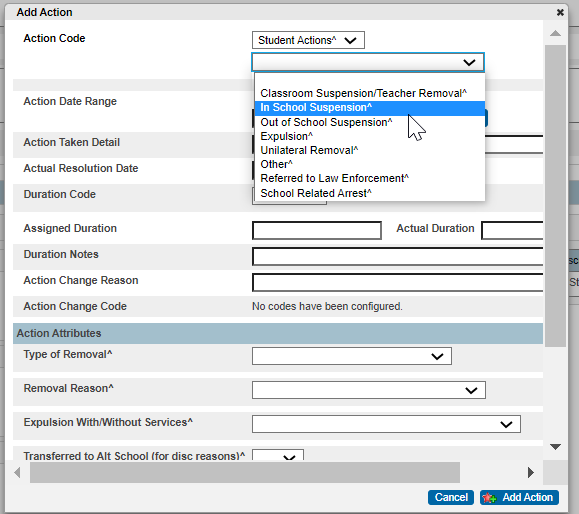 Add Action
Action Code
Student Actions^
Classroom Suspension/Teacher Removal^
In School Suspension^
Out of School Suspension^
Expulsion^
Unilateral Removal^
Other^
Referred to Law Enforcement^
School Related Arrest^
Action Date Range
Action Taken Detail
Actual Resolution Date
Duration Code
Assigned Duration Actual Duration
Duration Notes
Action Change Reason
Action Change Code No codes have been configured.
Action Attributes
Type of Removal^
Removal Reason^
Expulsion With/Without Services^
Transferred to Alt School (for disc reasons)^
Cancel Add Action
sc
St